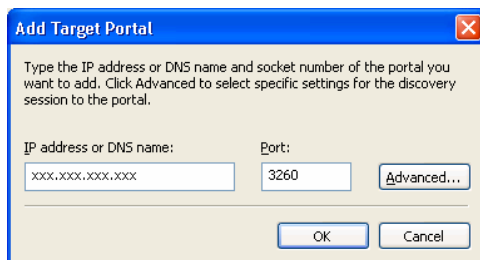 Add Target Portal
Type the IP address or DNS name and socket number of the portal you
want to add. Click Advanced to select specific settings for the discovery
session to the portal.
IP address or DNS name: Port:
xxx.xxx.xxx.xxx 3260 Advanced...
OK Cancel